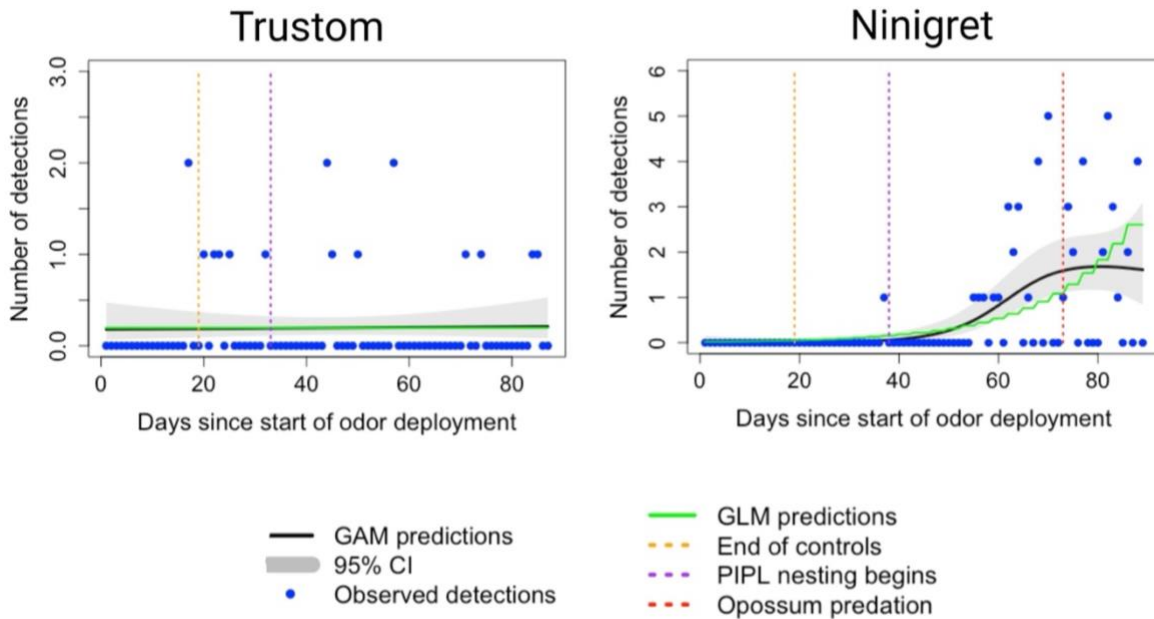 Trustom
Ninigret
Number of detections
3.0
2.0
1.0
0.0
0 20 40 60 80
Days since start of odor deployment
Number of detections
6
5
4
3
2
1
0
0 20 40 60 80
Days since start of odor deployment
GAM predictions
95% CI
Observed detections
GLM predictions
End of controls
PIPL nesting begins
Opossum predation